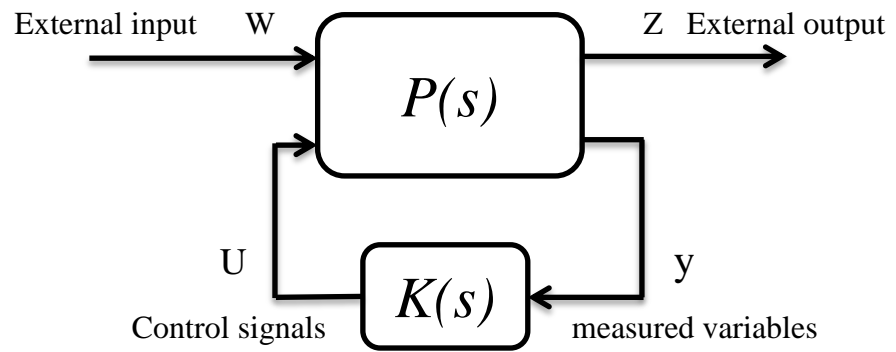 External input W Z External output
P(s)
U y
K(s)
Control signals measured variables